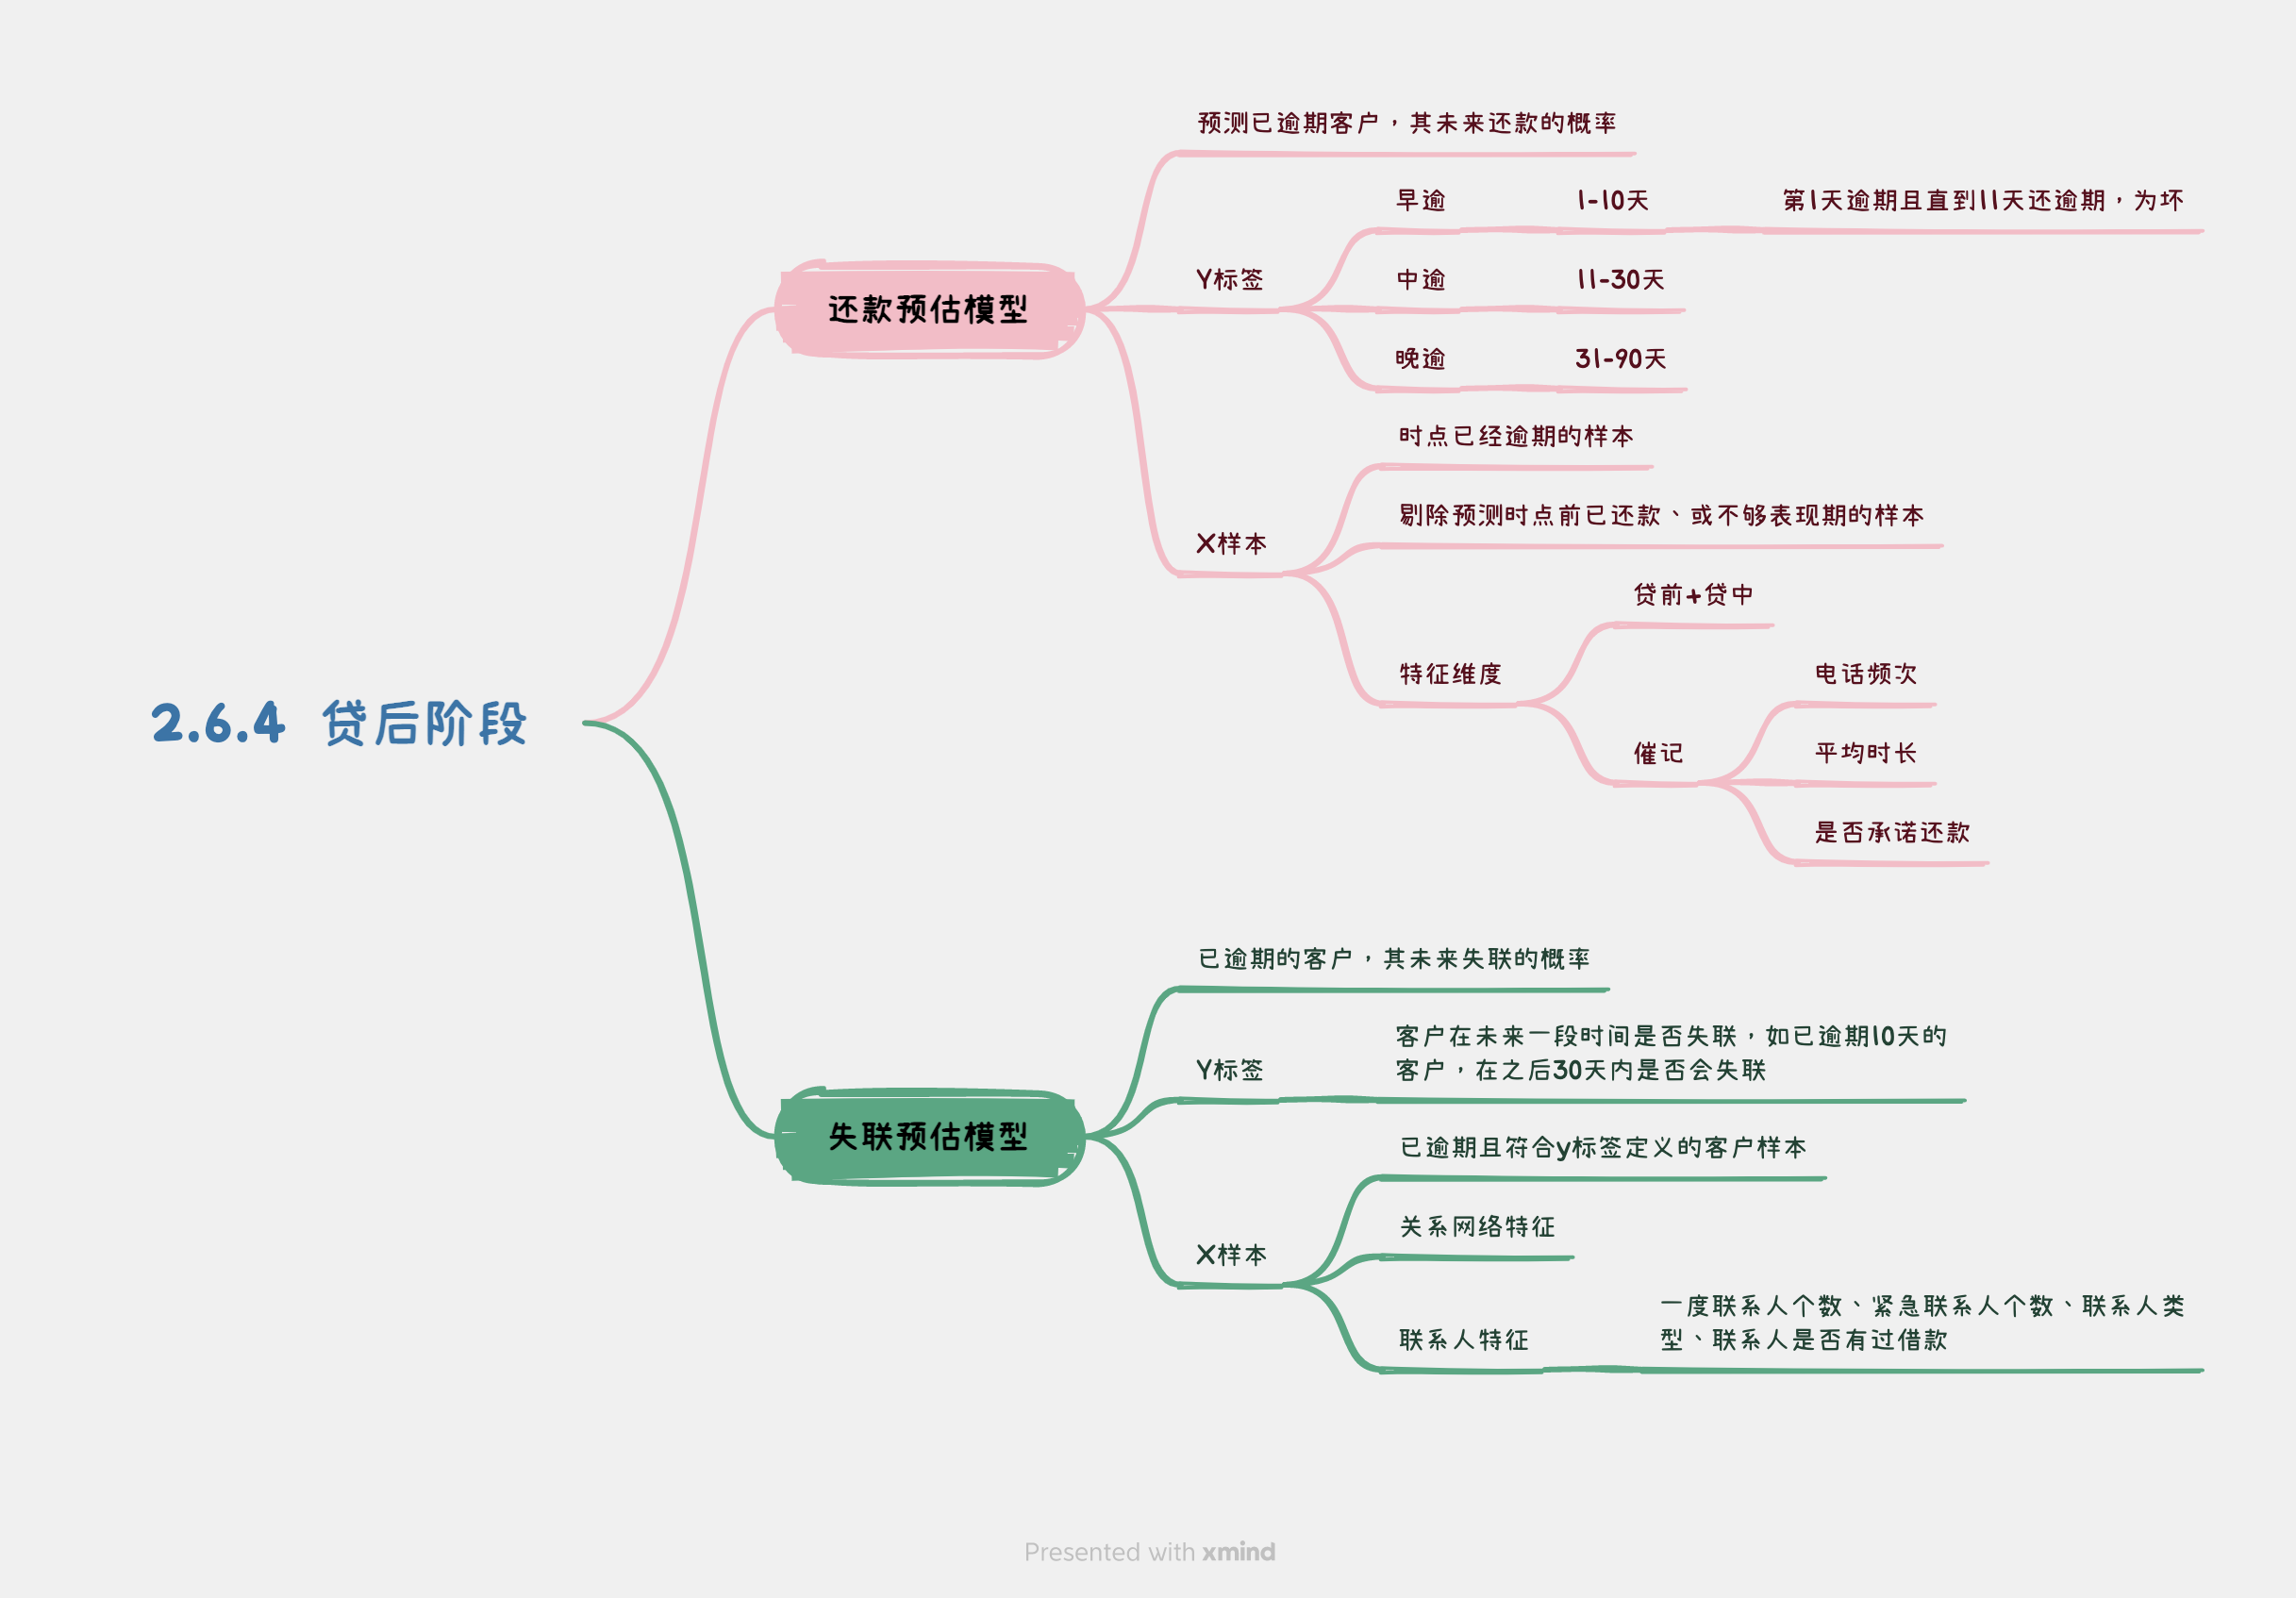 2.6.4 贷后阶段
还款预估模型
预测已逾期客户，其未来还款的概率
Y标签
早逾
1-10天
第1天逾期且直到11天还逾期，为坏
中逾
11-30天
晚逾
31-90天
X样本
时点已经逾期的样本
剔除预测时点前已还款、或不够表现期的样本
特征维度
贷前+贷中
催记
电话频次
平均时长
是否承诺还款
失联预估模型
已逾期的客户，其未来失联的概率
Y标签
客户在未来一段时间是否失联，如已逾期10天的
客户，在之后30天内是否会失联
X样本
已逾期且符合y标签定义的客户样本
关系网络特征
联系人特征
一度联系人个数、紧急联系人个数、联系人类
型、联系人是否有过借款
Presented with xmind